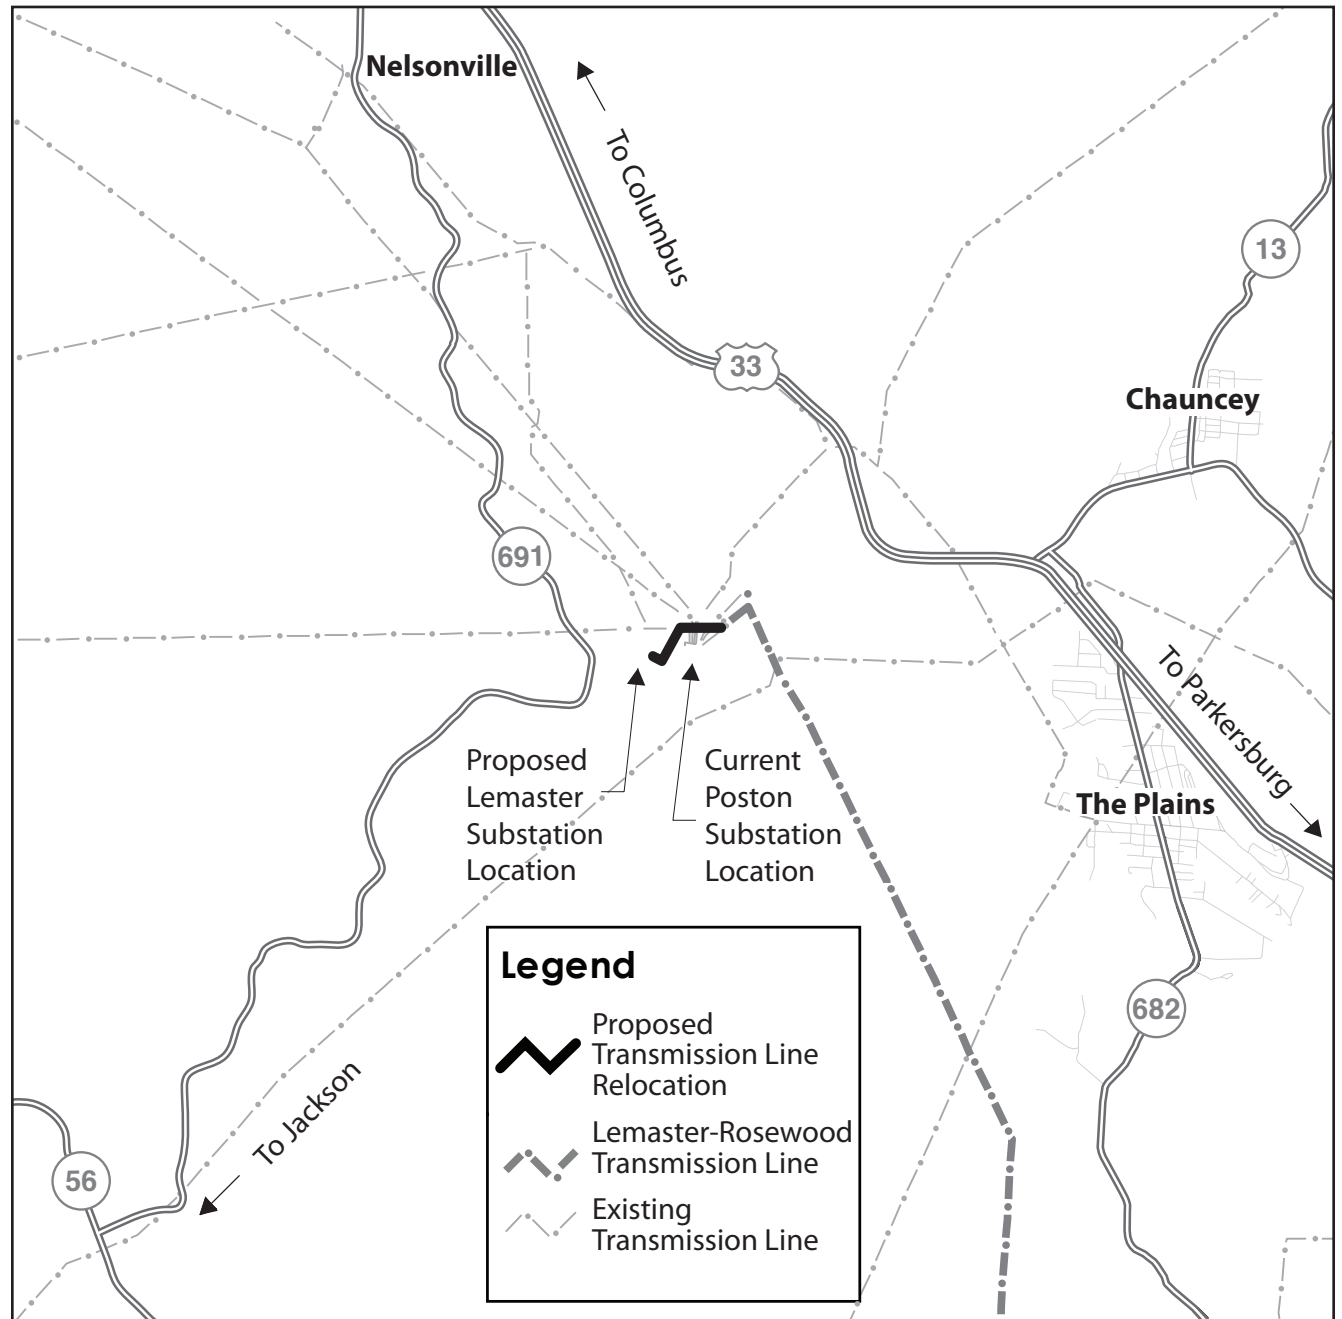 Nelsonville
To Columbus
13
33
Chauncey
691
To Parkersburg
Proposed
Lemaster
Substation
Location
Current
Poston
Substation
Location
The Plains
Legend
Proposed
Transmission Line
Relocation
Lemaster-Rosewood
Transmission Line
Existing
Transmission Line
682
To Jackson
56